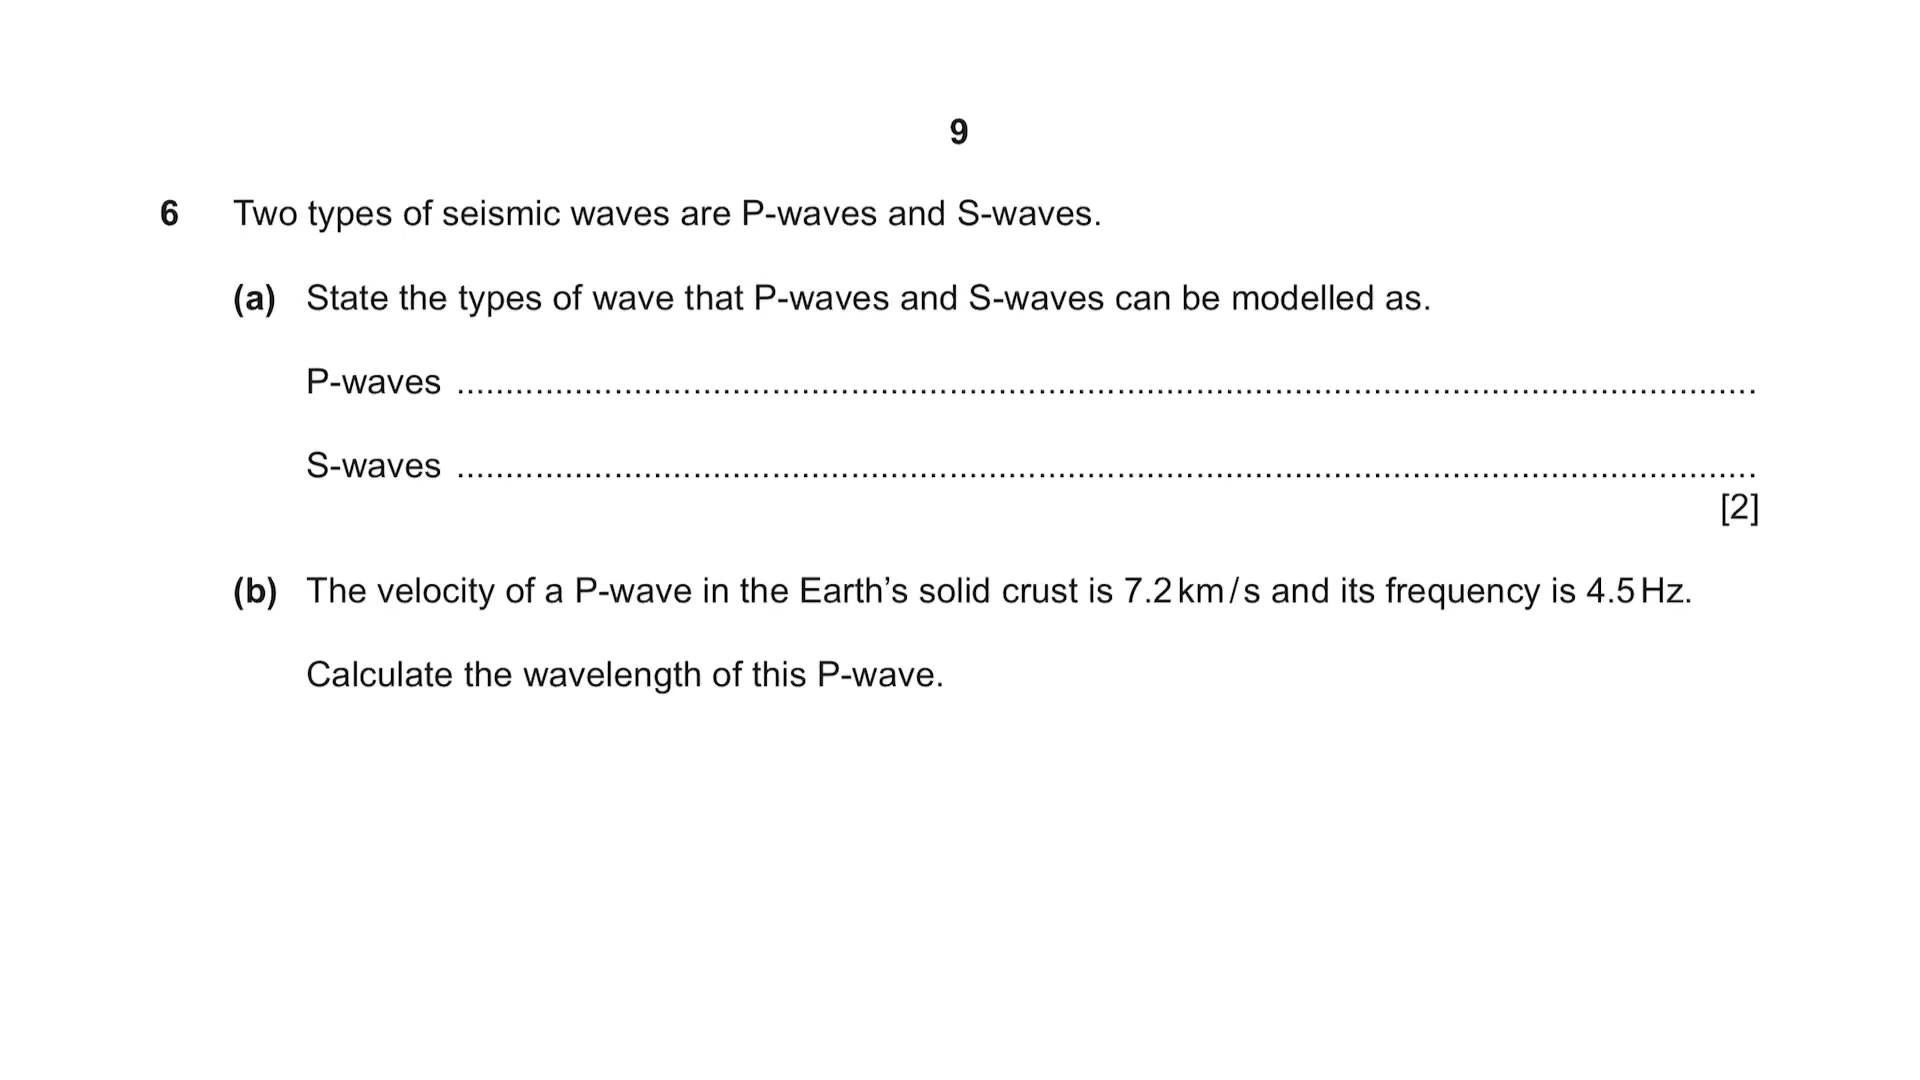 9
6 Two types of seismic waves are P-waves and S-waves.
(a) State the types of wave that P-waves and S-waves can be modelled as.
P-waves ....................................................................................................................................
S-waves ....................................................................................................................................
[2]
(b) The velocity of a P-wave in the Earth’s solid crust is 7.2 km/s and its frequency is 4.5 Hz.
Calculate the wavelength of this P-wave.